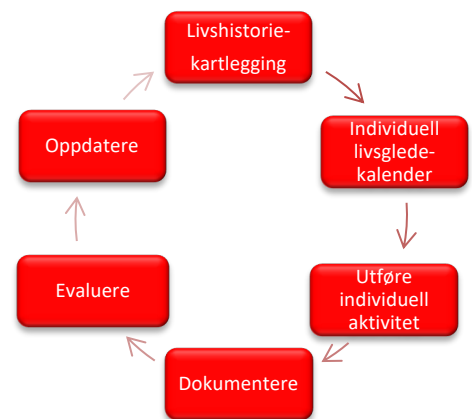 Livshistorie-
kartlegging
Individuell
livsglede-
kalender
Utføre
individuell
aktivitet
Dokumentere
Evaluere
Oppdatere